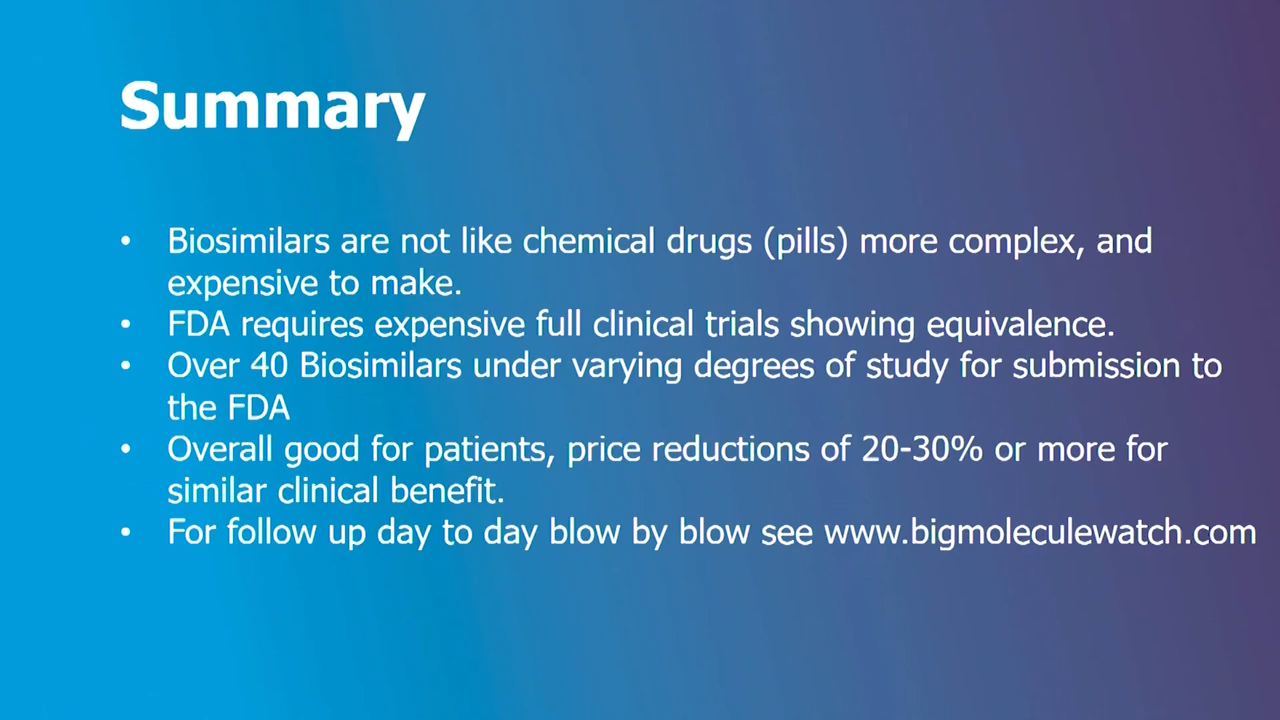 Summary
• Biosimilars are not like chemical drugs (pills) more complex, and
expensive to make.
• FDA requires expensive full clinical trials showing equivalence.
• Over 40 Biosimilars under varying degrees of study for submission to
the FDA
• Overall good for patients, price reductions of 20-30% or more for
similar clinical benefit.
• For follow up day to day blow by blow see www.bigmoleculewatch.com